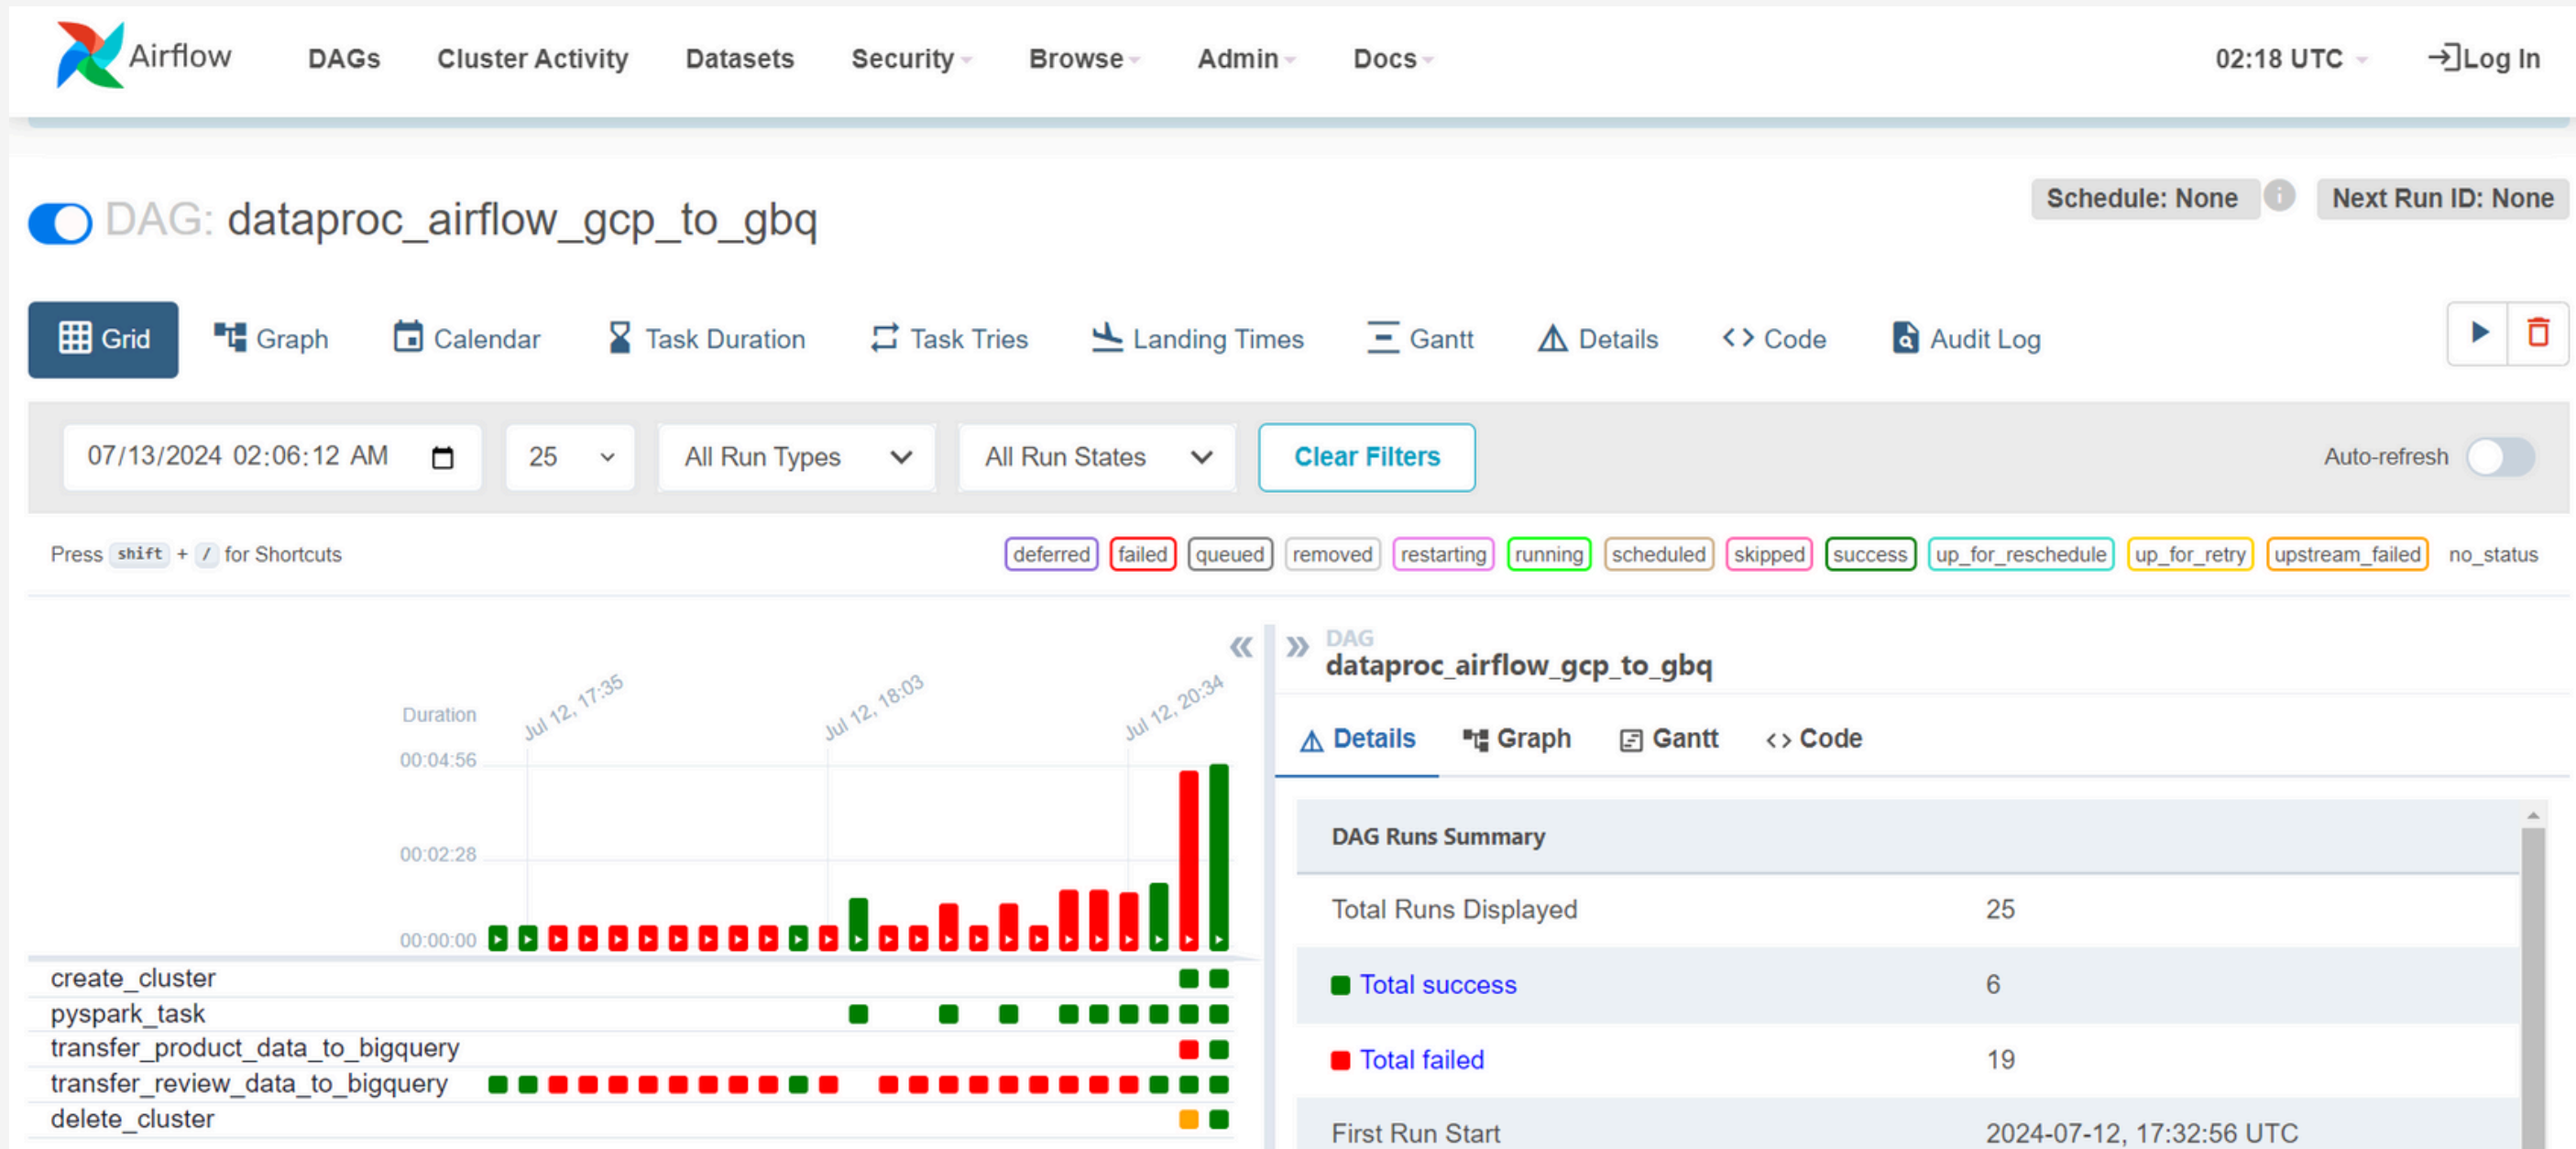 Airflow DAGs Cluster Activity Datasets Security Browse Admin Docs 02:18 UTC Log In
DAG: dataproc_airflow_gcp_to_gbq
Schedule: None i Next Run ID: None
Grid Graph Calendar Task Duration Task Tries Landing Times Gantt Details <> Code Audit Log
07/13/2024 02:06:12 AM 25 All Run Types All Run States Clear Filters Auto-refresh
Press shift + / for Shortcuts
deferred failed queued removed restarting running scheduled skipped success up_for_reschedule up_for_retry upstream_failed no_status
Duration
Jul 12, 17:35
Jul 12, 18:03
Jul 12, 20:34
00:04:56
00:02:28
00:00:00
create_cluster
pyspark_task
transfer_product_data_to_bigquery
transfer_review_data_to_bigquery
delete_cluster
DAG
dataproc_airflow_gcp_to_gbq
Details Graph Gantt <> Code
DAG Runs Summary
Total Runs Displayed 25
Total success 6
Total failed 19
First Run Start 2024-07-12, 17:32:56 UTC